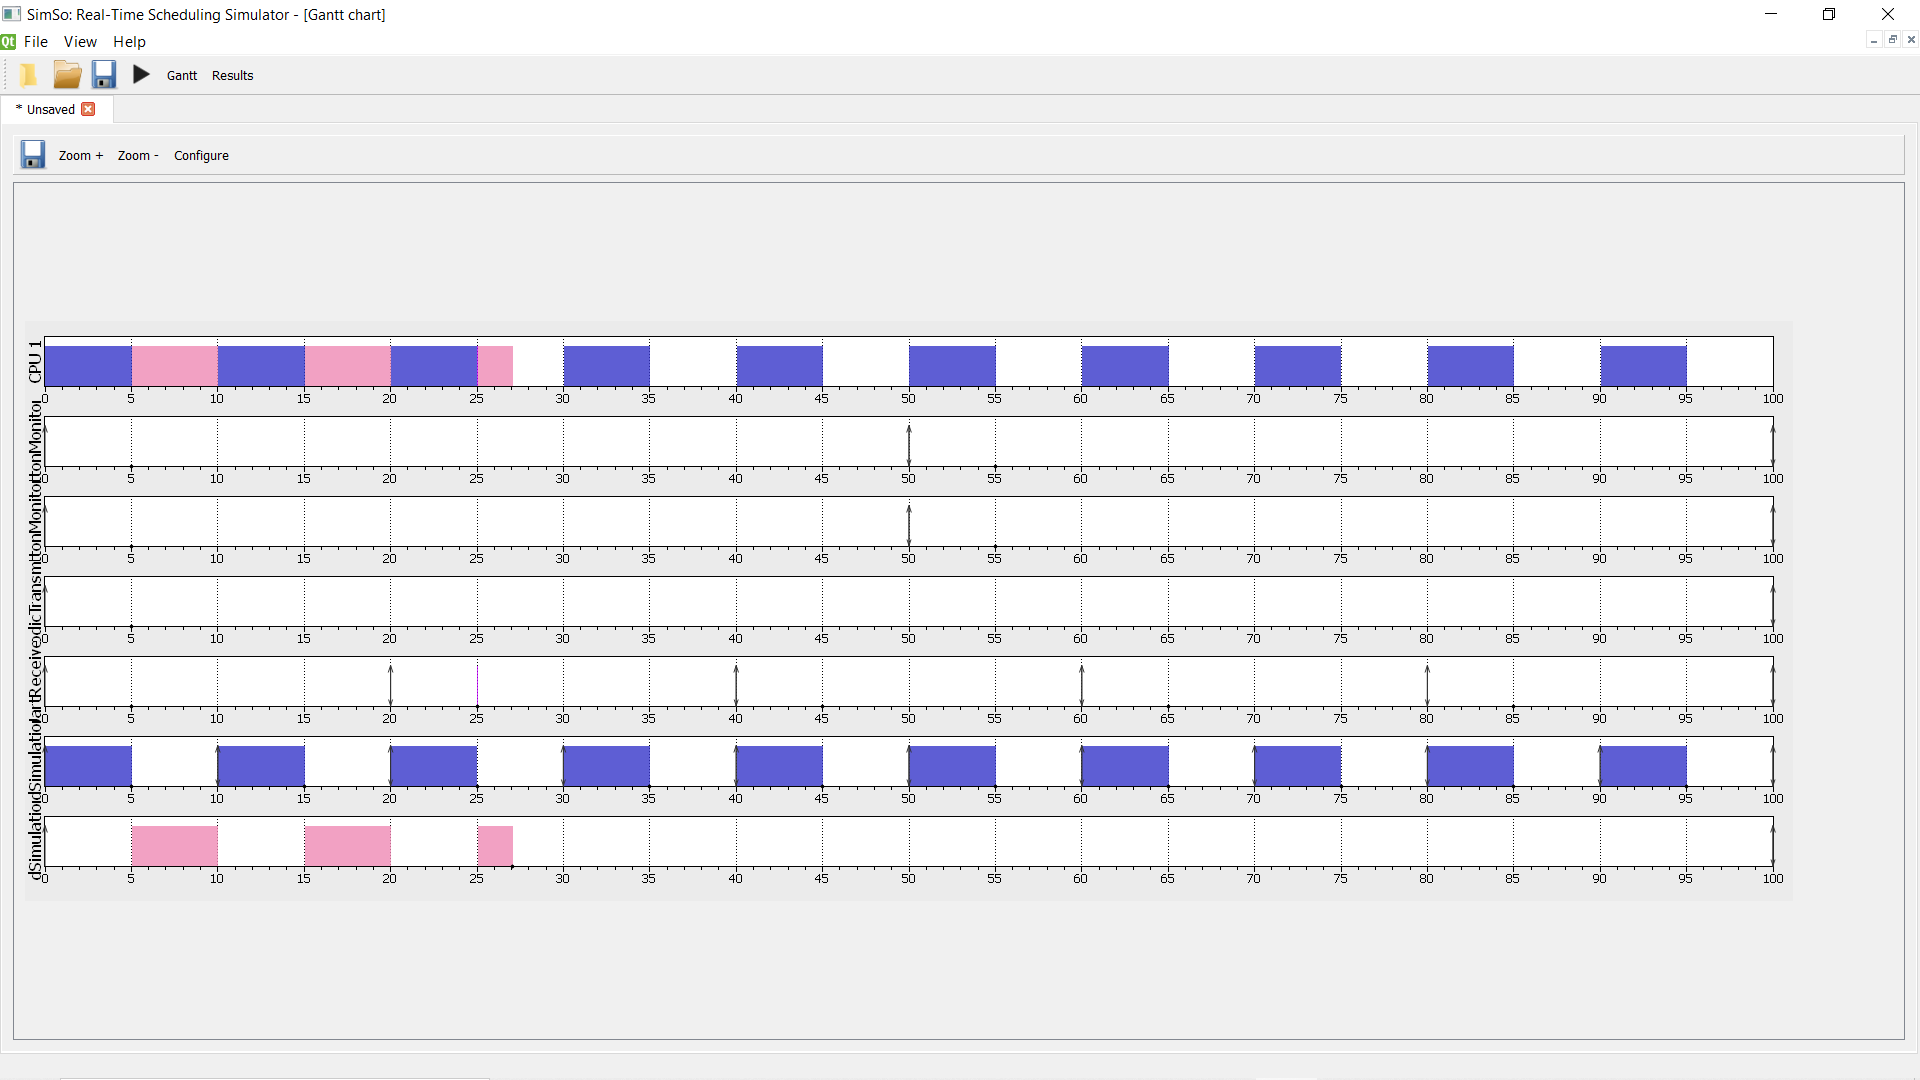 SimSo: Real-Time Scheduling Simulator - [Gantt chart]
Qt File View Help
Gantt Results
* Unsaved
Zoom + Zoom - Configure
CPU 1
0 5 10 15 20 25 30 35 40 45 50 55 60 65 70 75 80 85 90 95 100
0 5 10 15 20 25 30 35 40 45 50 55 60 65 70 75 80 85 90 95 100
0 5 10 15 20 25 30 35 40 45 50 55 60 65 70 75 80 85 90 95 100
0 5 10 15 20 25 30 35 40 45 50 55 60 65 70 75 80 85 90 95 100
0 5 10 15 20 25 30 35 40 45 50 55 60 65 70 75 80 85 90 95 100
0 5 10 15 20 25 30 35 40 45 50 55 60 65 70 75 80 85 90 95 100
0 5 10 15 20 25 30 35 40 45 50 55 60 65 70 75 80 85 90 95 100